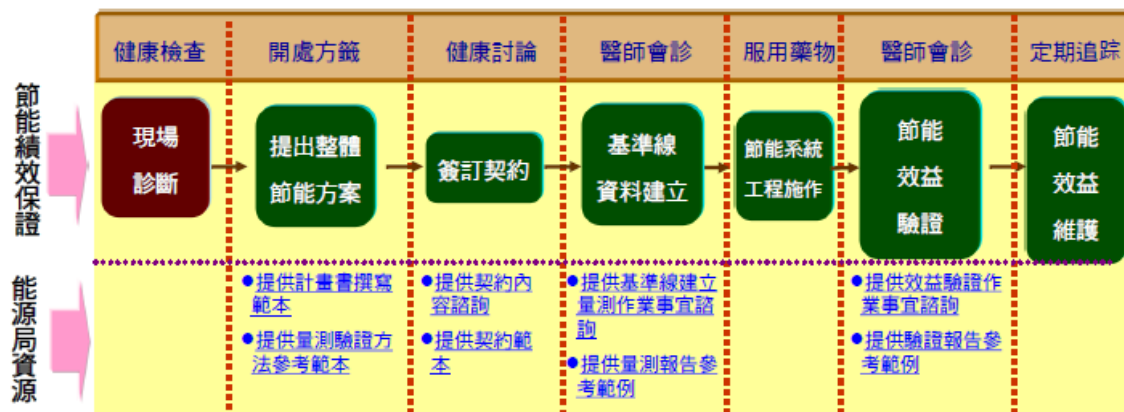 健康檢查
開處方籤
健康討論
醫師會診
服用藥物
醫師會診
定期追踪
節能績效保證
現場
診斷
提出整體
節能方案
簽訂契約
基準線
資料建立
節能系統
工程施作
節能
效益
驗證
節能
效益
維護
能源局資源
●提供計畫書撰寫
範本
●提供量測驗證方
法參考範本
●提供契約內
容諮詢
●提供契約範
本
●提供基準線建立
量測作業事宜諮
詢
●提供量測報告參
考範例
●提供效益驗證作
業事宜諮詢
●提供驗證報告參
考範例